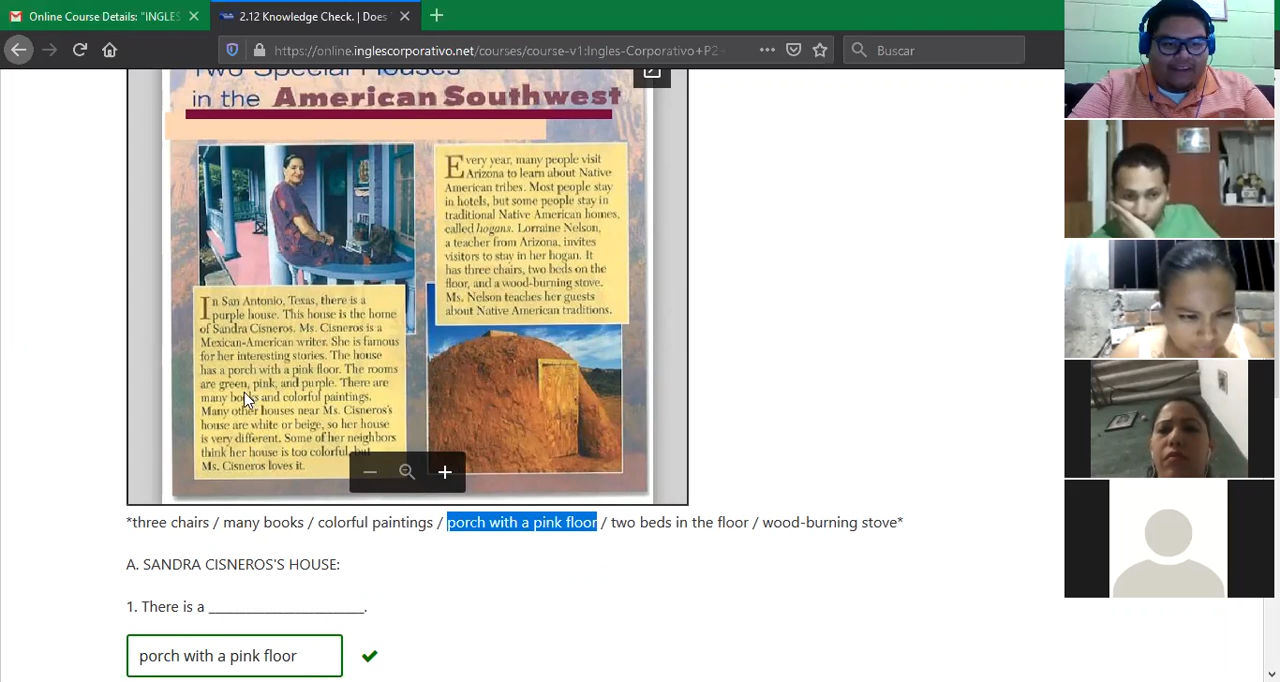 Online Course Details: "INGLES
2.12 Knowledge Check. | Does
https://online.inglescorporativo.net/courses/course-v1:Ingles-Corporativo+P2-
Buscar
Two Special Houses
in the American Southwest
Every year, many people visit
Arizona to learn about Native
American tribes. Most people stay
in hotels, but some people stay in
traditional Native American homes,
called hogans. Lorraine Nelson,
a teacher from Arizona, invites
visitors to stay in her hogan. It
has three chairs, two beds on the
floor, and a wood-burning stove.
Ms. Nelson teaches her guests
about Native American traditions.
In San Antonio, Texas, there is a
purple house. This house is the home
of Sandra Cisneros. Ms. Cisneros is a
Mexican-American writer. She is famous
for her interesting stories. The house
has a porch with a pink floor. The rooms
are green, pink, and purple. There are
many books and colorful paintings.
Many other houses near Ms. Cisneros's
house are white or beige, so her house
is very different. Some of her neighbors
think her house is too colorful, but
Ms. Cisneros loves it.
*three chairs / many books / colorful paintings / porch with a pink floor / two beds in the floor / wood-burning stove*
A. SANDRA CISNEROS'S HOUSE:
1. There is a ______________________.
porch with a pink floor